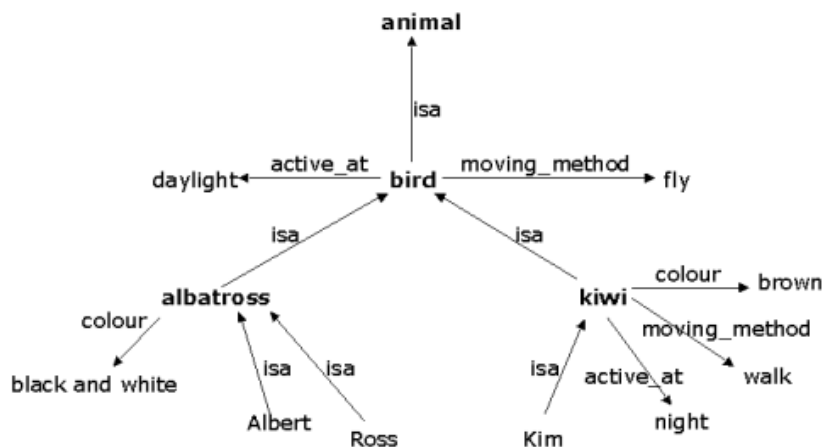 animal
isa
active_at
moving_method
daylight
bird
fly
isa
isa
albatross
kiwi
colour
brown
colour
moving_method
black and white
isa
isa
isa
active_at
walk
Albert
Ross
Kim
night